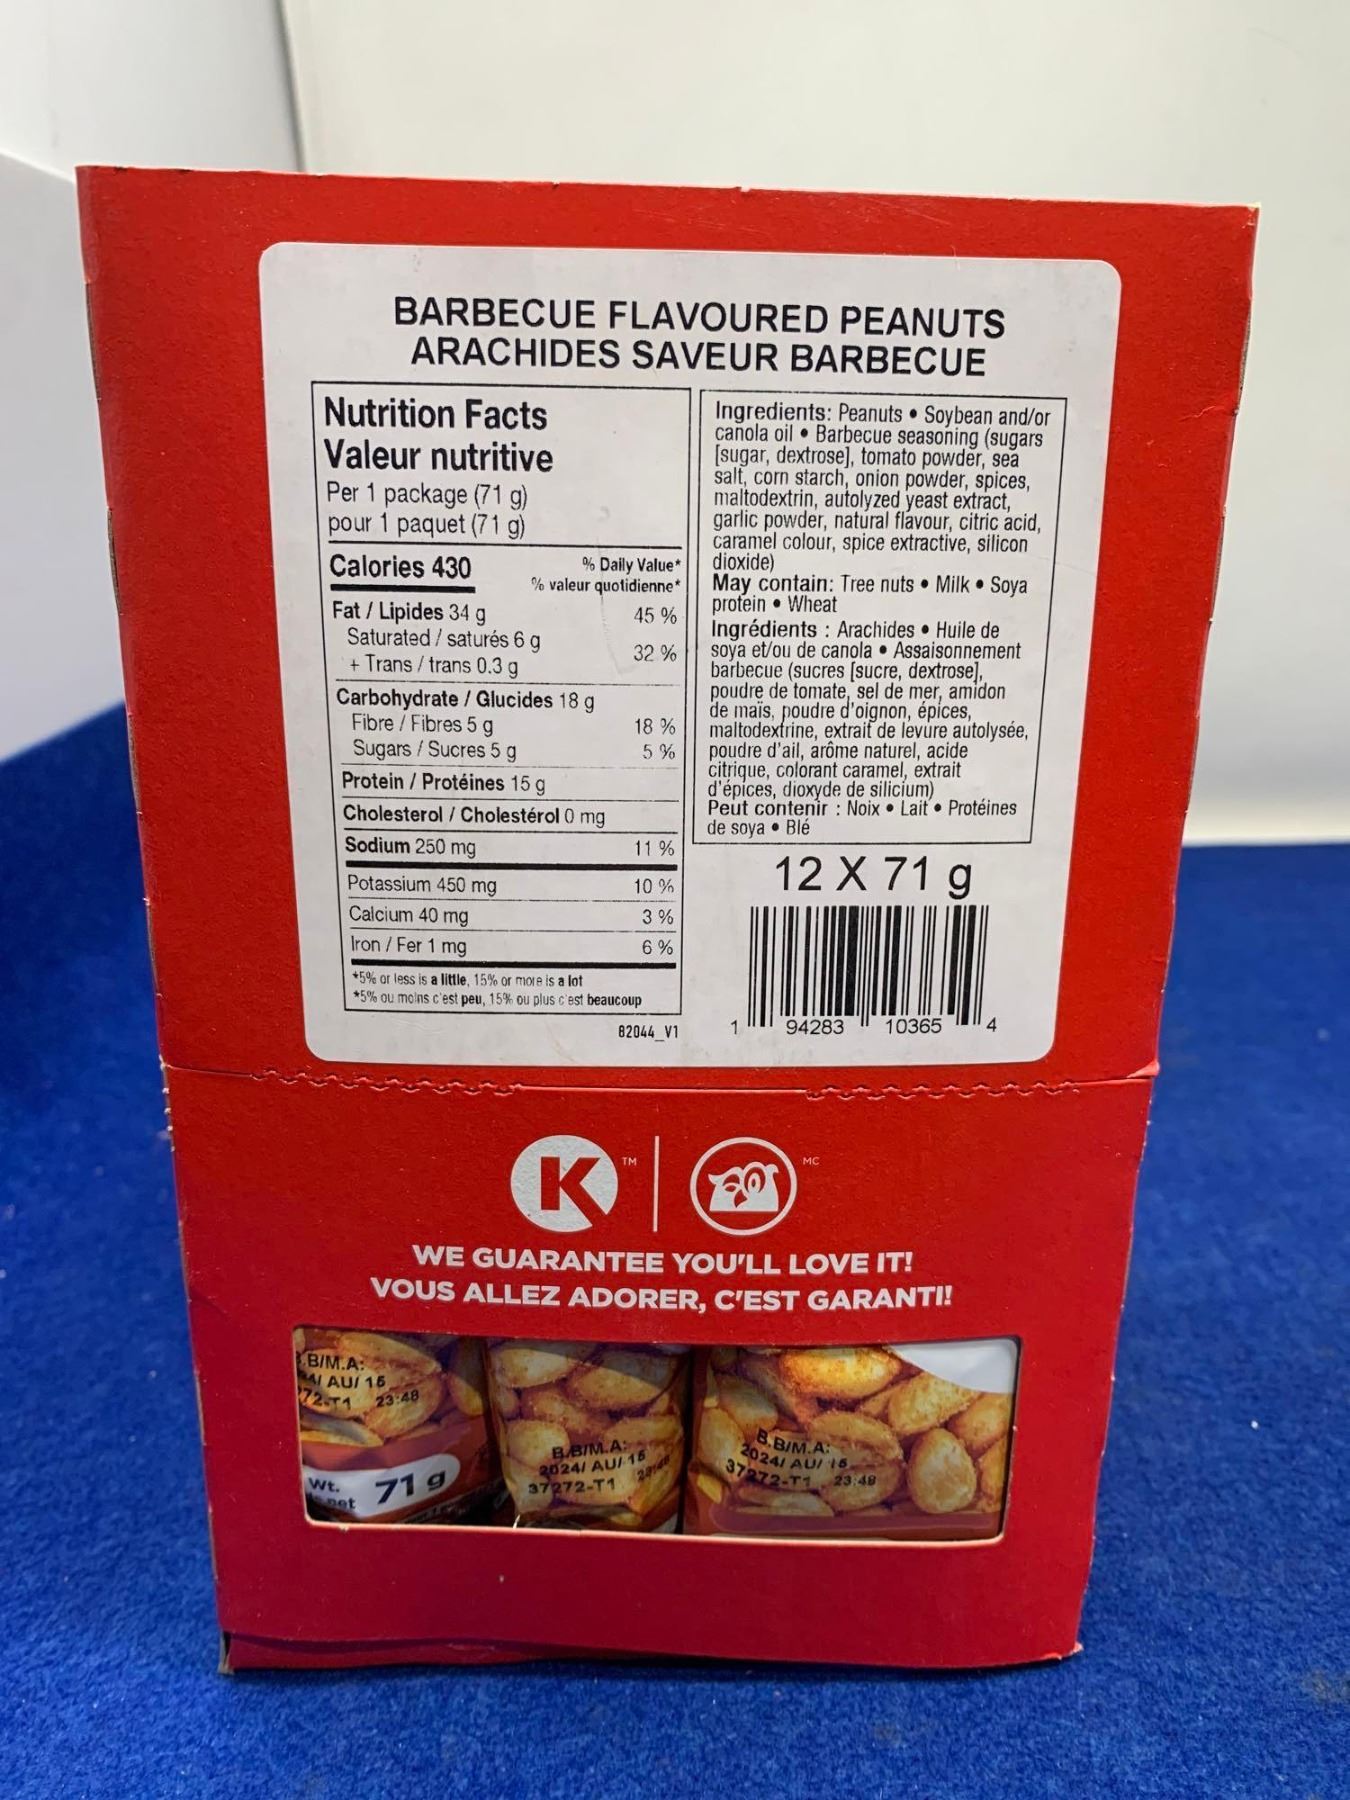 BARBECUE FLAVOURED PEANUTS
ARACHIDES SAVEUR BARBECUE
Nutrition Facts
Valeur nutritive
Per 1 package (71 g)
pour 1 paquet (71 g)
Calories 430
% Daily Value*
% valeur quotidienne*
Fat / Lipides 34 g 45 %
Saturated / saturés 6 g
+ Trans / trans 0.3 g 32 %
Carbohydrate / Glucides 18 g
Fibre / Fibres 5 g 18 %
Sugars / Sucres 5 g 5 %
Protein / Protéines 15 g
Cholesterol / Cholestérol 0 mg
Sodium 250 mg 11 %
Potassium 450 mg 10 %
Calcium 40 mg 3 %
Iron / Fer 1 mg 6 %
*5% or less is a little, 15% or more is a lot
*5% ou moins c'est peu, 15% ou plus c'est beaucoup
82044_V1
Ingredients: Peanuts • Soybean and/or
canola oil • Barbecue seasoning (sugars
[sugar, dextrose], tomato powder, sea
salt, corn starch, onion powder, spices,
maltodextrin, autolyzed yeast extract,
garlic powder, natural flavour, citric acid,
caramel colour, spice extractive, silicon
dioxide)
May contain: Tree nuts • Milk • Soya
protein • Wheat
Ingrédients : Arachides • Huile de
soya et/ou de canola • Assaisonnement
barbecue (sucres [sucre, dextrose],
poudre de tomate, sel de mer, amidon
de maïs, poudre d'oignon, épices,
maltodextrine, extrait de levure autolysée,
poudre d'ail, arôme naturel, acide
citrique, colorant caramel, extrait
d'épices, dioxyde de silicium)
Peut contenir : Noix • Lait • Protéines
de soya • Blé
12 X 71 g
1 94283 10365 4
K TM MC
WE GUARANTEE YOU'LL LOVE IT!
VOUS ALLEZ ADORER, C'EST GARANTI!
B/M.A:
AU/ 15
72-T1 23:48
wt.
net 71 g
B.B/M.A:
2024/ AU/ 15
37272-T1 23:48
B.B/M.A:
2024/ AU/ 15
37272-T1 23:48